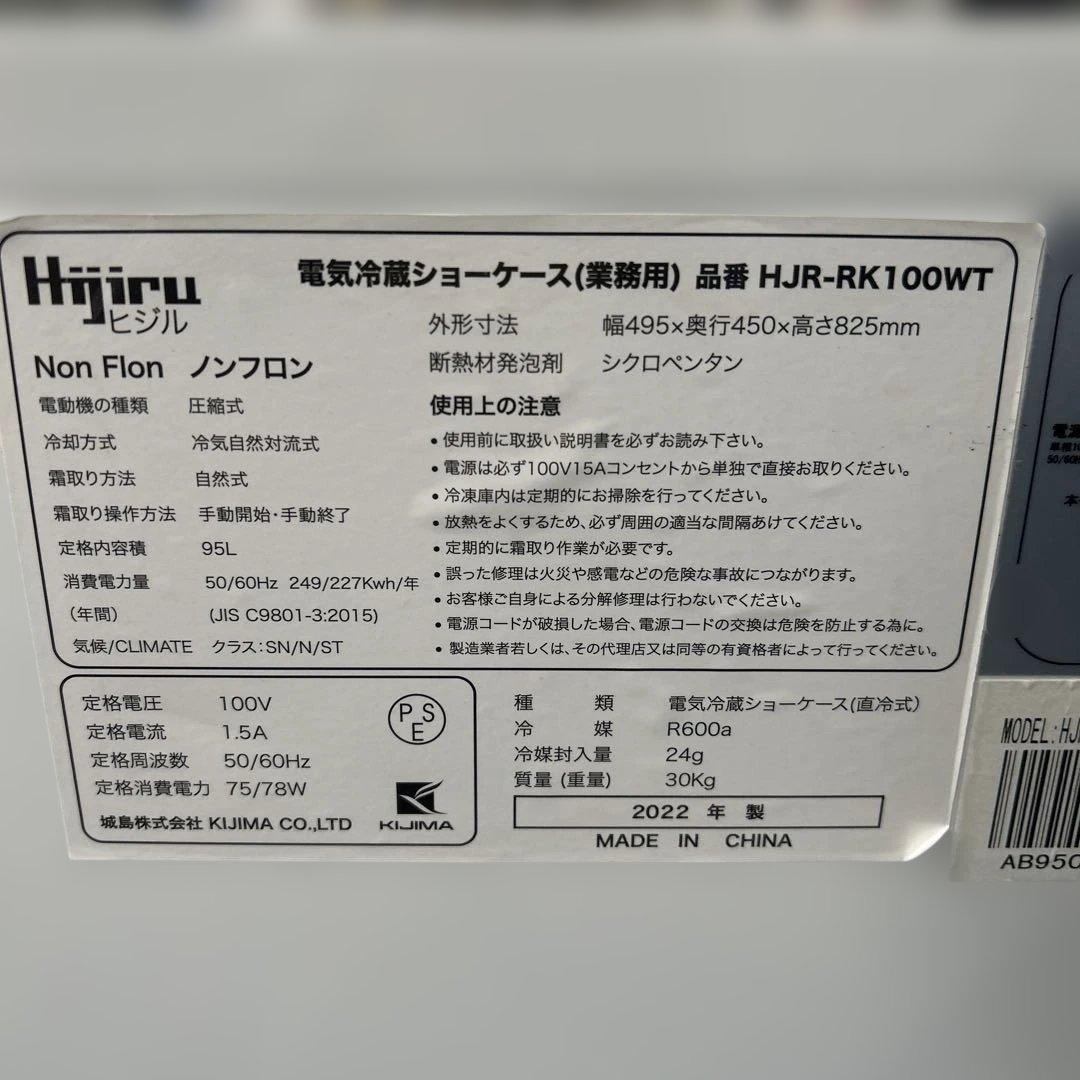 Hijiru
ヒジル
電気冷蔵ショーケース(業務用) 品番 HJR-RK100WT
外形寸法 幅495×奥行450×高さ825mm
断熱材発泡剤 シクロペンタン
Non Flon ノンフロン
電動機の種類 圧縮式
冷却方式 冷気自然対流式
霜取り方法 自然式
霜取り操作方法 手動開始・手動終了
定格内容積 95L
消費電力量 50/60Hz 249/227Kwh/年
(年間) (JIS C9801-3:2015)
気候/CLIMATE クラス:SN/N/ST
使用上の注意
・使用前に取扱い説明書を必ずお読み下さい。
・電源は必ず100V15Aコンセントから単独で直接お取りください。
・冷凍庫内は定期的にお掃除を行ってください。
・放熱をよくするため、必ず周囲の適当な間隔あけてください。
・定期的に霜取り作業が必要です。
・誤った修理は火災や感電などの危険な事故につながります。
・お客様ご自身による分解修理は行わないでください。
・電源コードが破損した場合、電源コードの交換は危険を防止する為に。
・製造業者若しくは、その代理店又は同等の有資格者によって行ってください。
定格電圧 100V
定格電流 1.5A
定格周波数 50/60Hz
定格消費電力 75/78W
城島株式会社 KIJIMA CO.,LTD
PSE
KIJIMA
種類 電気冷蔵ショーケース(直冷式)
冷媒 R600a
冷媒封入量 24g
質量 (重量) 30Kg
2022 年 製
MADE IN CHINA
電源
50/60
本
MODEL:HJ
AB950